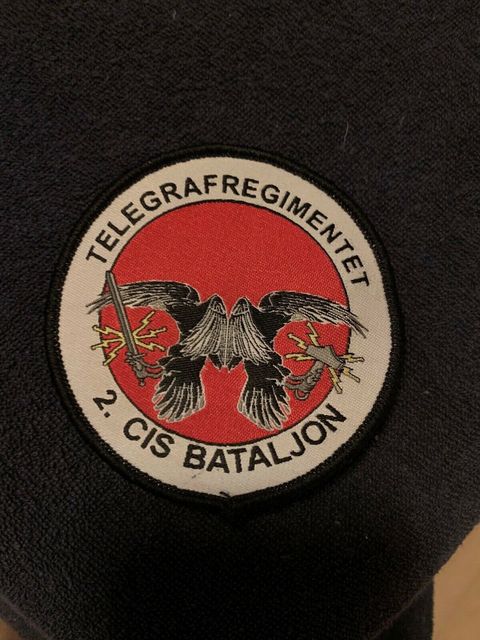 TELEGRAFREGIMENTET
2. CIS BATALJON